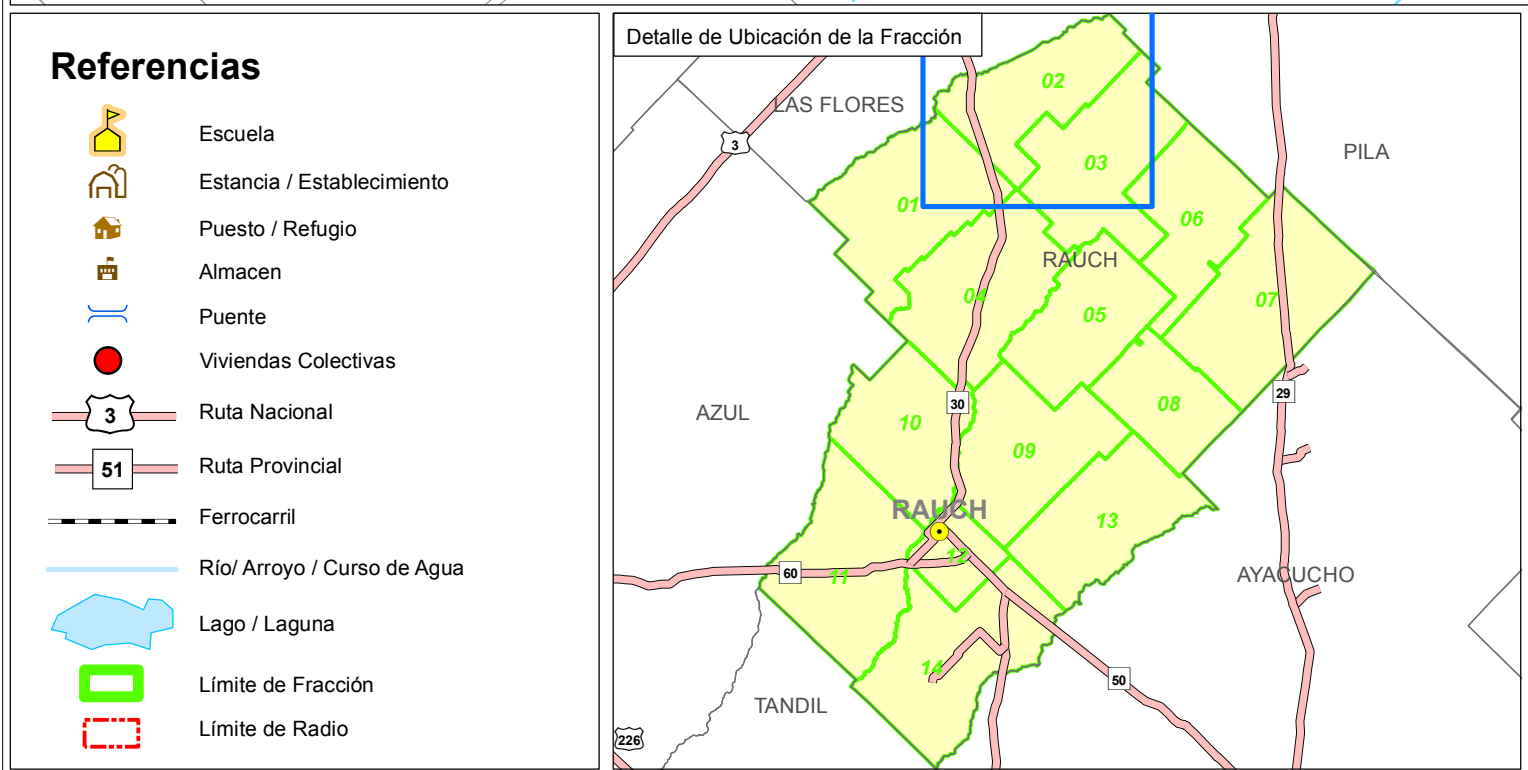 Referencias
Escuela
Estancia / Establecimiento
Puesto / Refugio
Almacen
Puente
Viviendas Colectivas
3
Ruta Nacional
51
Ruta Provincial
Ferrocarril
Río/ Arroyo / Curso de Agua
Lago / Laguna
Límite de Fracción
Límite de Radio
Detalle de Ubicación de la Fracción
02
LAS FLORES
3
PILA
03
01
06
RAUCH
04
07
05
29
30
08
AZUL
10
09
RAUCH
13
12
60
11
AYACUCHO
14
50
TANDIL
226